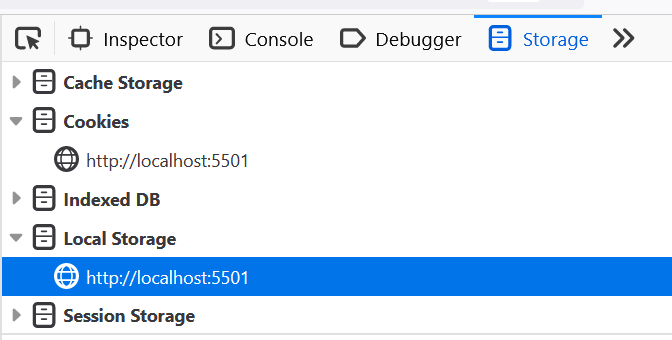 Inspector Console Debugger Storage
Cache Storage
Cookies
http://localhost:5501
Indexed DB
Local Storage
http://localhost:5501
Session Storage